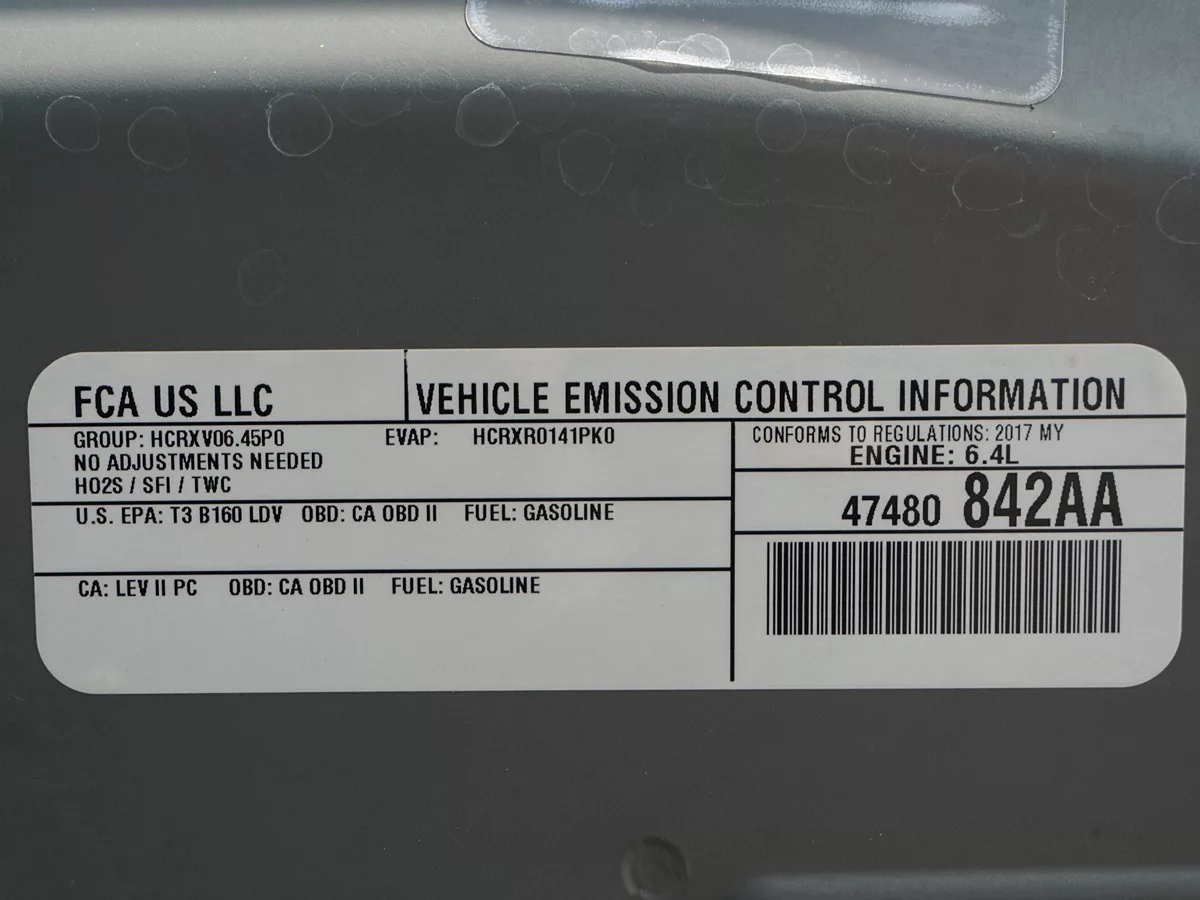 FCA US LLC
VEHICLE EMISSION CONTROL INFORMATION
GROUP: HCRXV06.45P0 EVAP: HCRXR0141PK0
NO ADJUSTMENTS NEEDED
HO2S / SFI / TWC
CONFORMS TO REGULATIONS: 2017 MY
ENGINE: 6.4L
47480 842AA
U.S. EPA: T3 B160 LDV OBD: CA OBD II FUEL: GASOLINE
CA: LEV II PC OBD: CA OBD II FUEL: GASOLINE